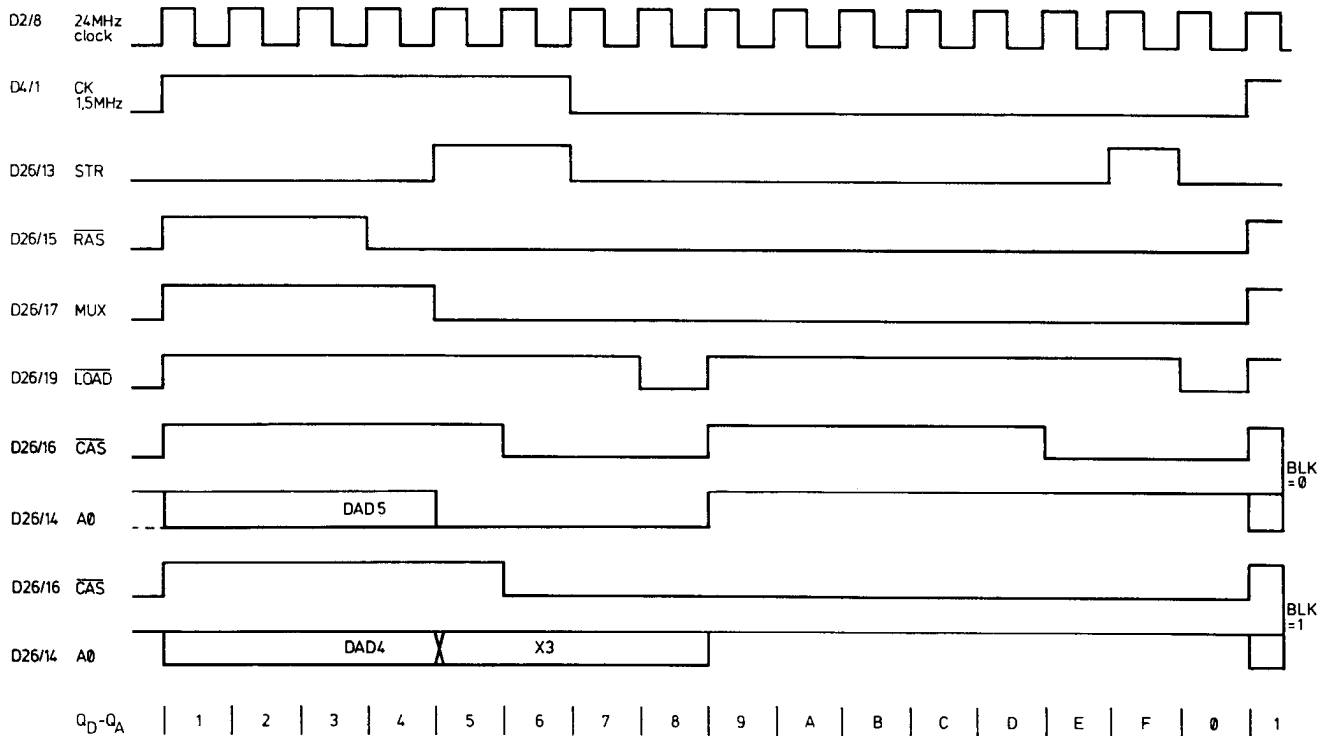 D2/8 24MHz
clock
D4/1 CK
1,5MHz
D26/13 STR
D26/15 RAS
D26/17 MUX
D26/19 LOAD
D26/16 CAS
BLK
=0
D26/14 A0 DAD5
D26/16 CAS
BLK
=1
D26/14 A0 DAD4 X3
QD-QA 1 2 3 4 5 6 7 8 9 A B C D E F 0 1